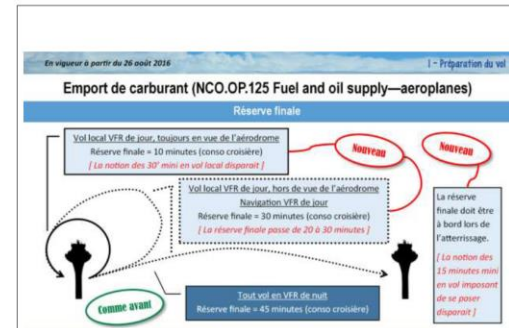 En vigueur à partir du 26 août 2016
I - Préparation du vol
Emport de carburant (NCO.OP.125 Fuel and oil supply—aeroplanes)
Réserve finale
Vol local VFR de jour, toujours en vue de l'aérodrome
Réserve finale = 10 minutes (conso croisière)
[ La notion des 30' mini en vol local disparait ]
Nouveau
Nouveau
Vol local VFR de jour, hors de vue de l'aérodrome
Navigation VFR de jour
Réserve finale = 30 minutes (conso croisière)
[ La réserve finale passe de 20 à 30 minutes ]
La réserve
finale doit être
à bord lors de
l'atterrissage.
[ La notion des
15 minutes mini
en vol imposant
de se poser
disparait ]
Comme avant
Tout vol en VFR de nuit
Réserve finale = 45 minutes (conso croisière)